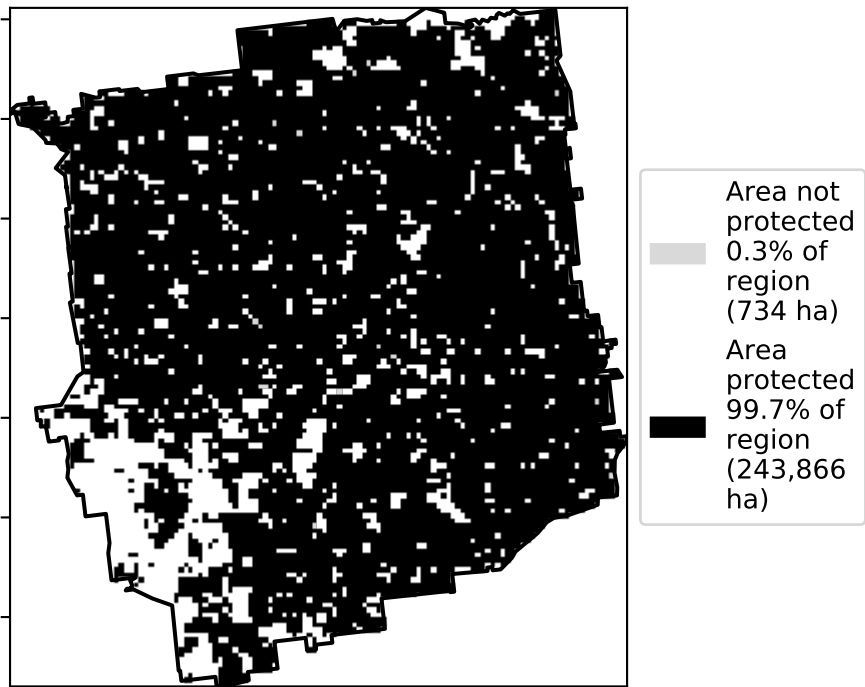 Area not
protected
0.3% of
region
(734 ha)
Area
protected
99.7% of
region
(243,866
ha)